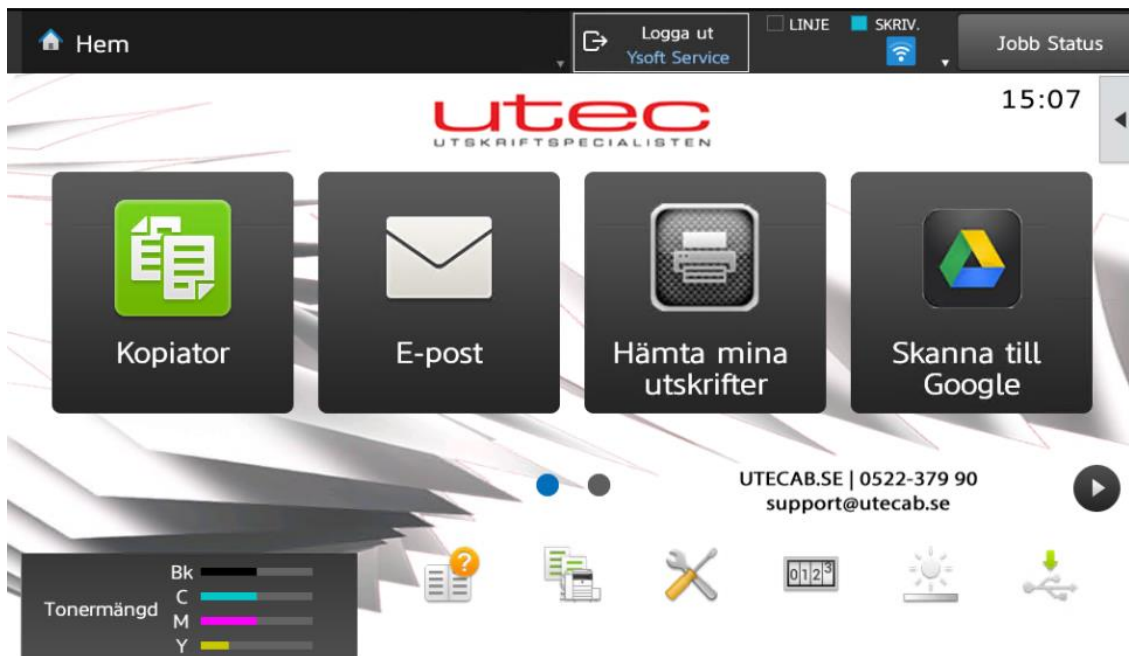 Hem
Logga ut
Ysoft Service
LINJE
SKRIV.
Jobb Status
utec
UTSKRIFTSPECIALISTEN
15:07
Kopiator
E-post
Hämta mina
utskrifter
Skanna till
Google
UTECAB.SE | 0522-379 90
support@utecab.se
?
0123
Tonermängd
Bk
C
M
Y